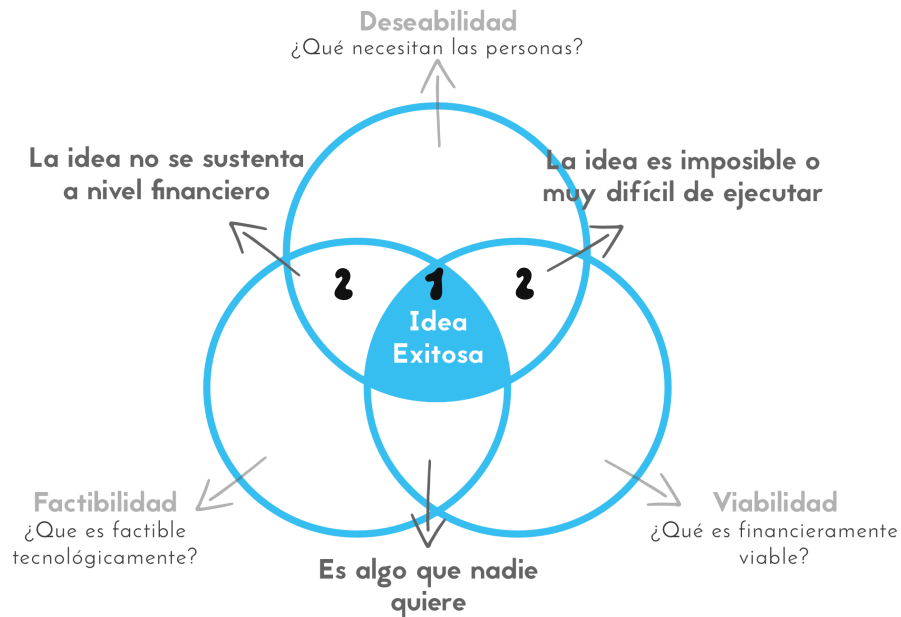 Deseabilidad
¿Qué necesitan las personas?
La idea no se sustenta
a nivel financiero
La idea es imposible o
muy difícil de ejecutar
2
1
2
Idea
Exitosa
Factibilidad
¿Que es factible
tecnológicamente?
Viabilidad
¿Qué es financieramente
viable?
Es algo que nadie
quiere